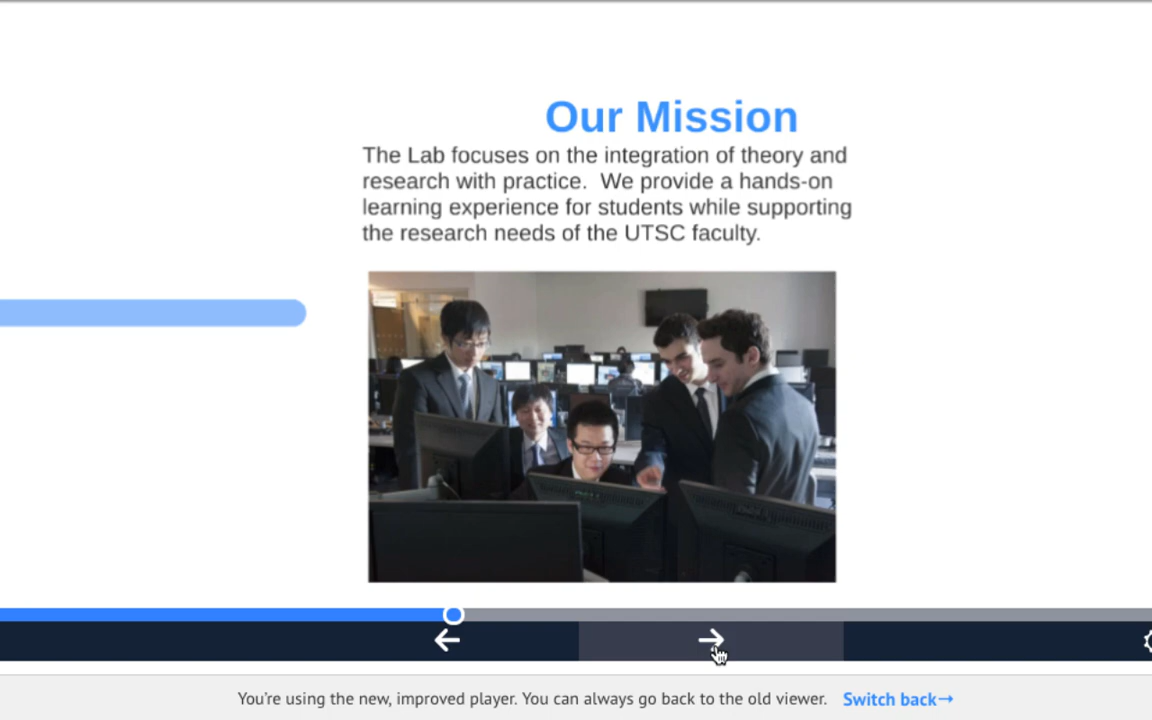 Our Mission
The Lab focuses on the integration of theory and
research with practice.  We provide a hands-on
learning experience for students while supporting
the research needs of the UTSC faculty.
You're using the new, improved player. You can always go back to the old viewer. Switch back→